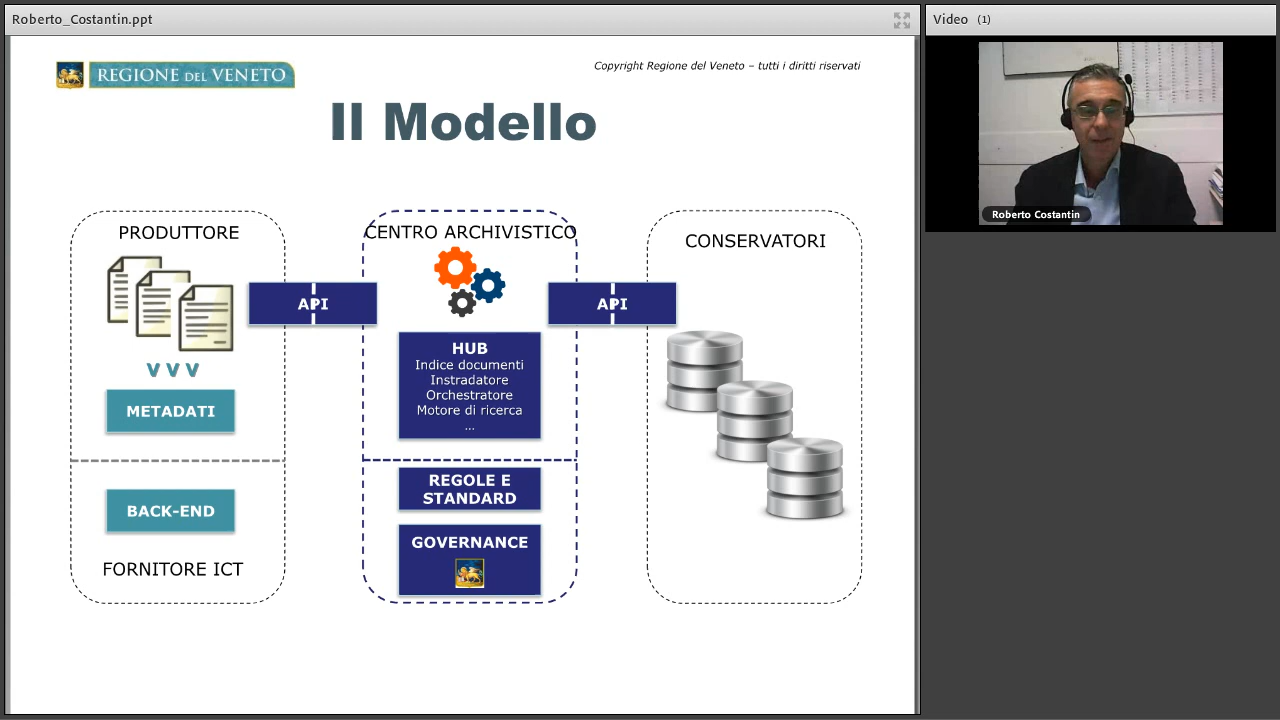 Roberto_Costantin.ppt
Video (1)
REGIONE DEL VENETO
Copyright Regione del Veneto – tutti i diritti riservati
Il Modello
Roberto Costantin
PRODUTTORE
METADATI
BACK-END
FORNITORE ICT
API
CENTRO ARCHIVISTICO
HUB
Indice documenti
Instradatore
Orchestratore
Motore di ricerca
...
REGOLE E
STANDARD
GOVERNANCE
API
CONSERVATORI